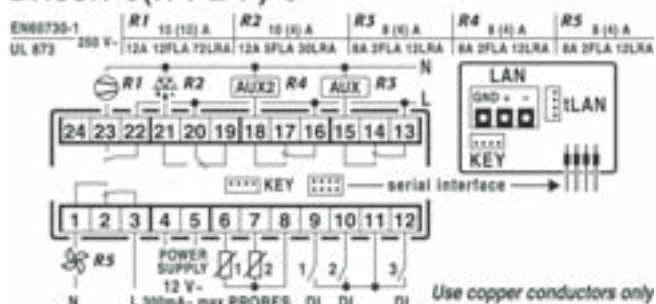 EN60730-1
UL 873
250 V~
R1 10 (10) A
12A 12FLA 72LRA
R2 10 (4) A
12A 5FLA 30LRA
R3 8 (4) A
8A 2FLA 12LRA
R4 8 (4) A
8A 2FLA 12LRA
R5 8 (4) A
8A 2FLA 12LRA
R1 R2 AUX2 R4 AUX R3 N
L
24 23 22 21 20 19 18 17 16 15 14 13
LAN
GND + -
tLAN
KEY
KEY serial interface
1 2 3 4 5 6 7 8 9 10 11 12
R5 POWER SUPPLY 1 2 1 2 3
12 V~
N L 300mA~ max PROBES DI DI DI
Use copper conductors only